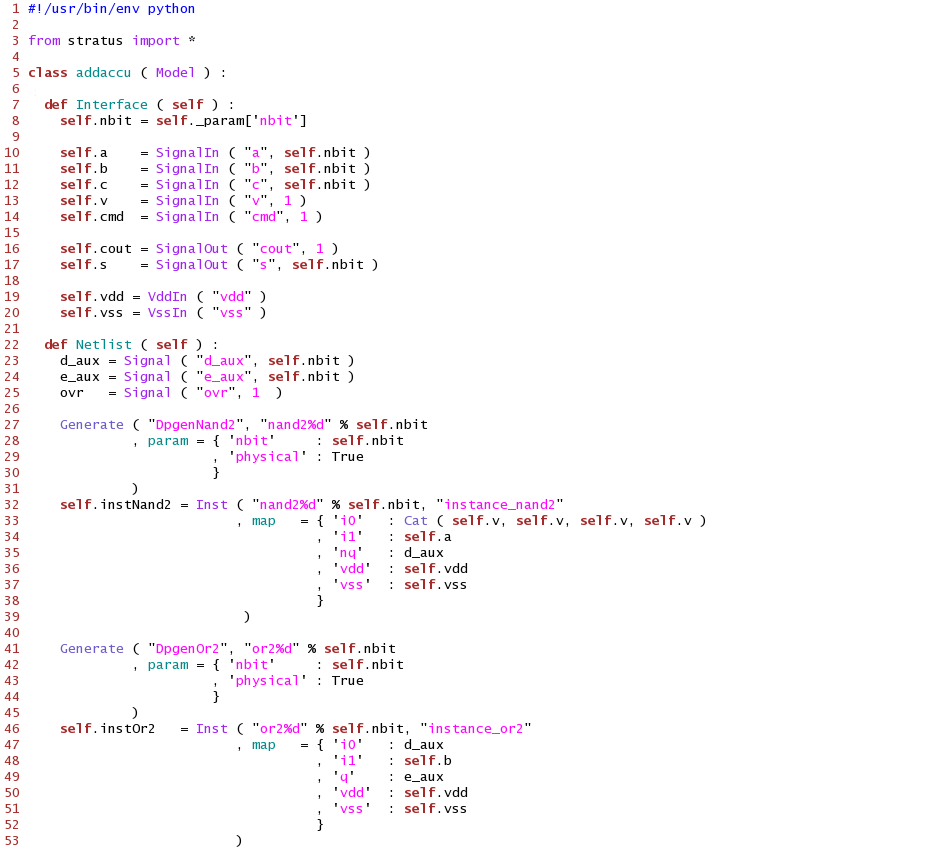 1 #!/usr/bin/env python
2
3 from stratus import *
4
5 class addaccu ( Model ) :
6
7   def Interface ( self ) :
8     self.nbit = self._param['nbit']
9
10     self.a    = SignalIn ( "a", self.nbit )
11     self.b    = SignalIn ( "b", self.nbit )
12     self.c    = SignalIn ( "c", self.nbit )
13     self.v    = SignalIn ( "v", 1 )
14     self.cmd  = SignalIn ( "cmd", 1 )
15
16     self.cout = SignalOut ( "cout", 1 )
17     self.s    = SignalOut ( "s", self.nbit )
18
19     self.vdd = VddIn ( "vdd" )
20     self.vss = VssIn ( "vss" )
21
22   def Netlist ( self ) :
23     d_aux = Signal ( "d_aux", self.nbit )
24     e_aux = Signal ( "e_aux", self.nbit )
25     ovr   = Signal ( "ovr", 1  )
26
27     Generate ( "DpgenNand2", "nand2%d" % self.nbit
28              , param = { 'nbit'     : self.nbit
29                        , 'physical' : True
30                        }
31              )
32     self.instNand2 = Inst ( "nand2%d" % self.nbit, "instance_nand2"
33                           , map   = { 'i0'   : Cat ( self.v, self.v, self.v, self.v )
34                                     , 'i1'   : self.a
35                                     , 'nq'   : d_aux
36                                     , 'vdd'  : self.vdd
37                                     , 'vss'  : self.vss
38                                     }
39                            )
40
41     Generate ( "DpgenOr2", "or2%d" % self.nbit
42              , param = { 'nbit'     : self.nbit
43                        , 'physical' : True
44                        }
45              )
46     self.instOr2   = Inst ( "or2%d" % self.nbit, "instance_or2"
47                           , map   = { 'i0'   : d_aux
48                                     , 'i1'   : self.b
49                                     , 'q'    : e_aux
50                                     , 'vdd'  : self.vdd
51                                     , 'vss'  : self.vss
52                                     }
53                           )